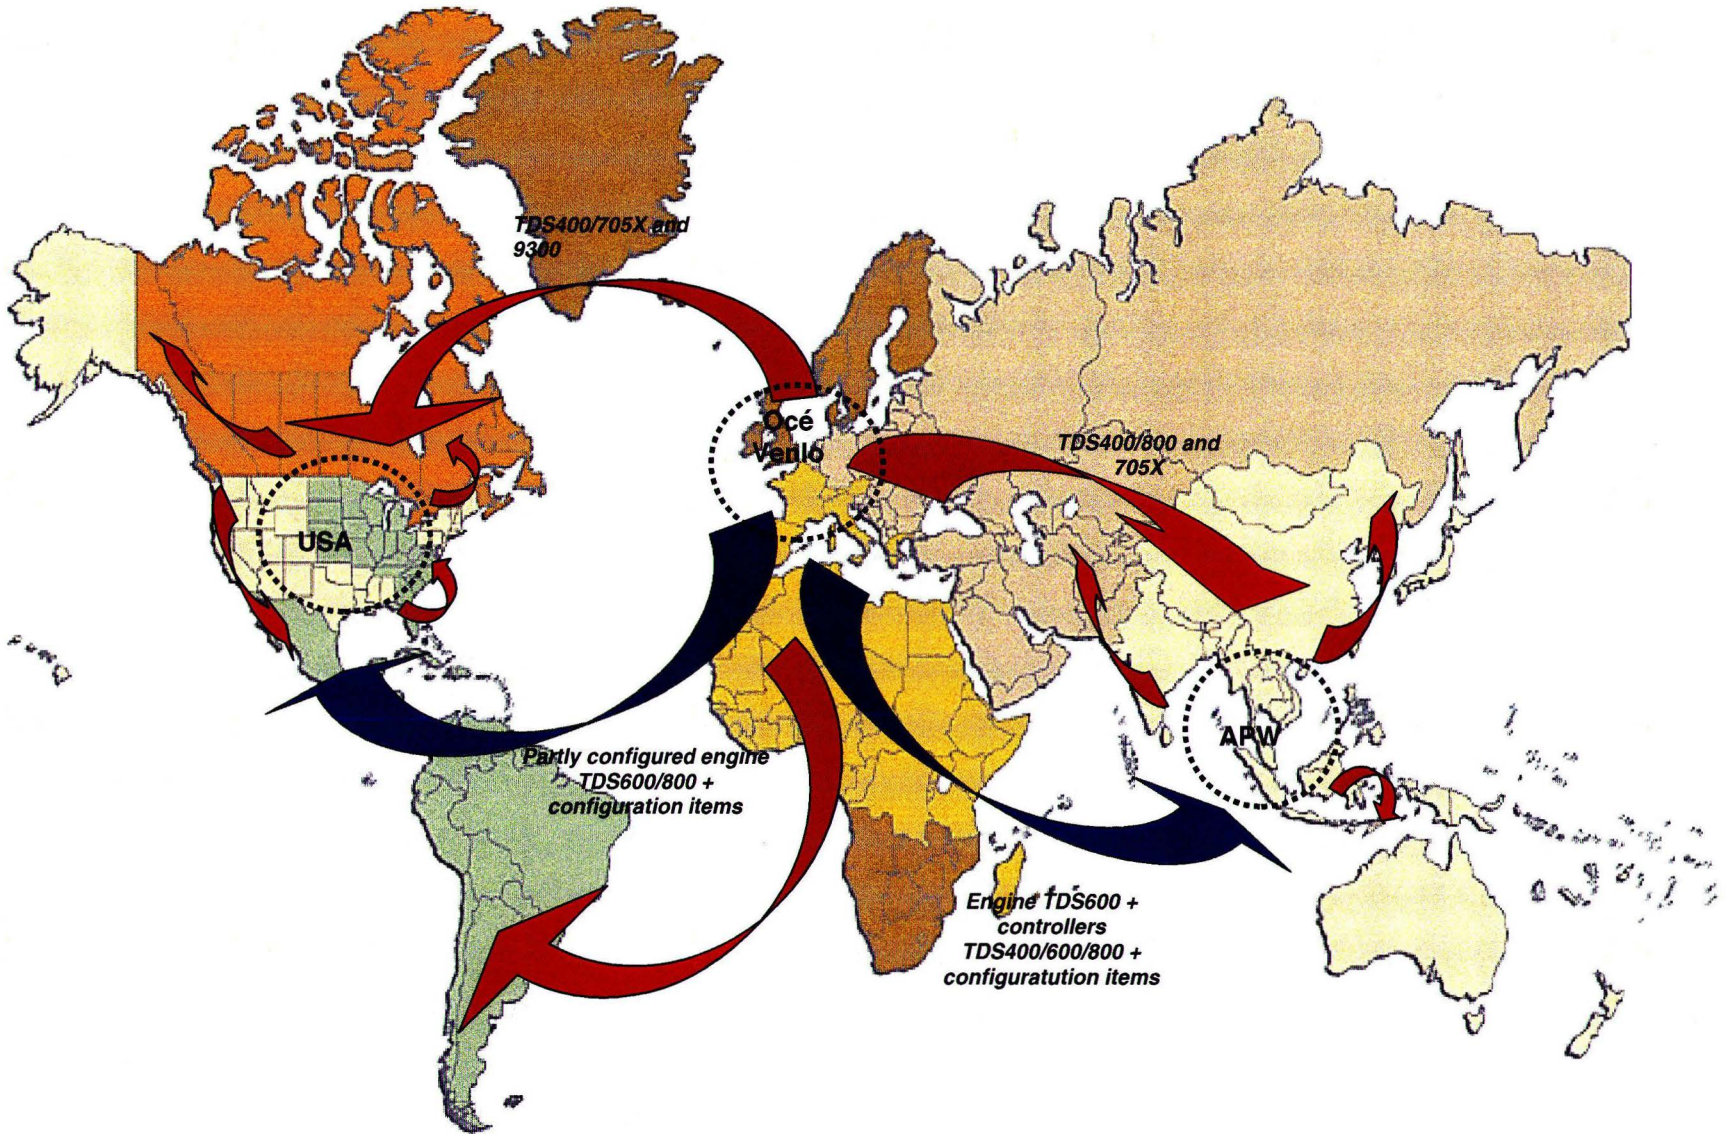 TDS400/705X and
9300
Océ
Venlo
TDS400/800 and
705X
USA
APW
Partly configured engine
TDS600/800 +
configuration items
Engine TDS600 +
controllers
TDS400/600/800 +
configuratution items